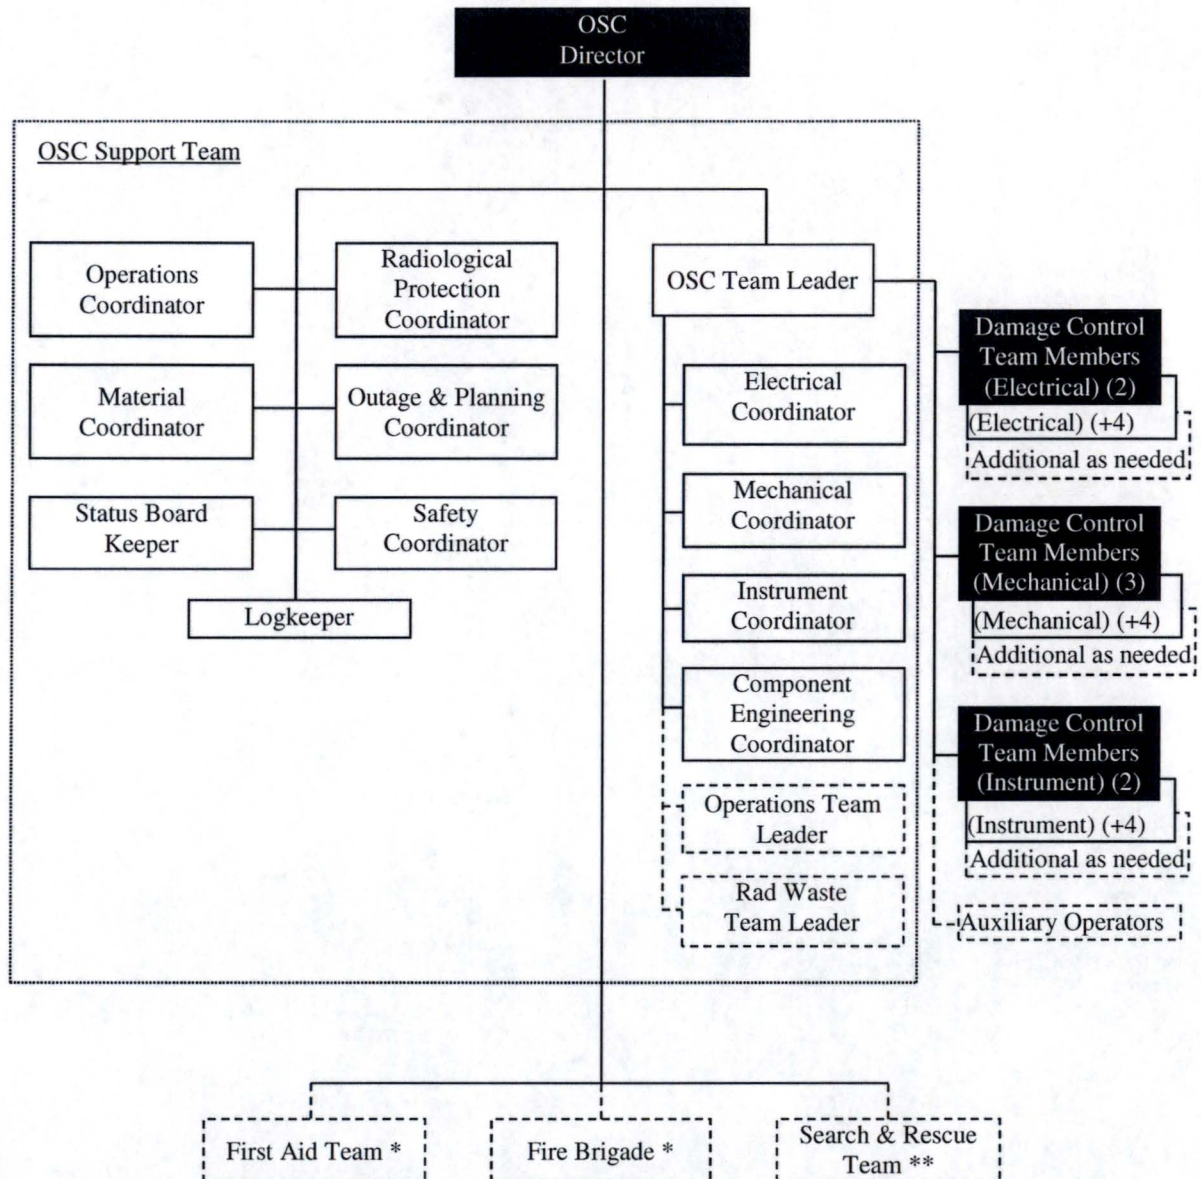 OSC
Director
OSC Support Team
Operations
Coordinator
Radiological
Protection
Coordinator
Material
Coordinator
Outage & Planning
Coordinator
Status Board
Keeper
Safety
Coordinator
Logkeeper
OSC Team Leader
Electrical
Coordinator
Mechanical
Coordinator
Instrument
Coordinator
Component
Engineering
Coordinator
Operations Team
Leader
Rad Waste
Team Leader
Damage Control
Team Members
(Electrical) (2)
(Electrical) (+4)
Additional as needed
Damage Control
Team Members
(Mechanical) (3)
(Mechanical) (+4)
Additional as needed
Damage Control
Team Members
(Instrument) (2)
(Instrument) (+4)
Additional as needed
Auxiliary Operators
First Aid Team *
Fire Brigade *
Search & Rescue
Team **